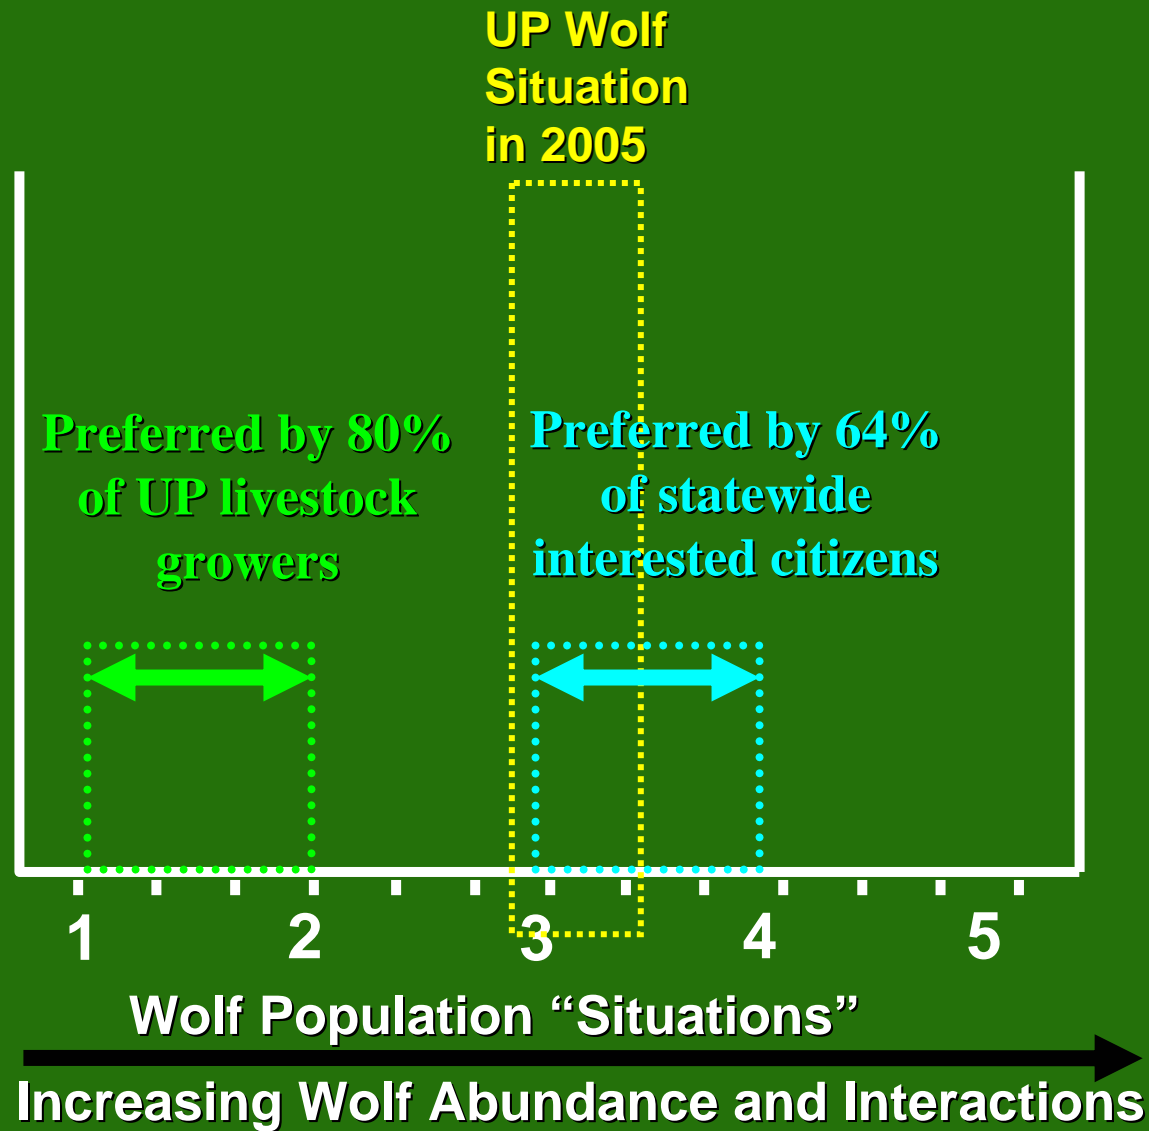 UP Wolf
Situation
in 2005
Preferred by 80%
of UP livestock
growers
Preferred by 64%
of statewide
interested citizens
1 2 3 4 5
Wolf Population “Situations”
Increasing Wolf Abundance and Interactions